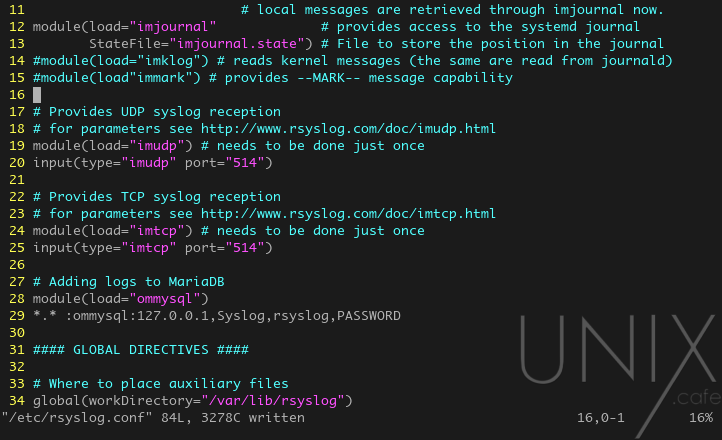 11                           # local messages are retrieved through imjournal now.
12 module(load="imjournal"             # provides access to the systemd journal
13        StateFile="imjournal.state") # File to store the position in the journal
14 #module(load="imklog") # reads kernel messages (the same are read from journald)
15 #module(load"immark") # provides --MARK-- message capability
16
17 # Provides UDP syslog reception
18 # for parameters see http://www.rsyslog.com/doc/imudp.html
19 module(load="imudp") # needs to be done just once
20 input(type="imudp" port="514")
21
22 # Provides TCP syslog reception
23 # for parameters see http://www.rsyslog.com/doc/imtcp.html
24 module(load="imtcp") # needs to be done just once
25 input(type="imtcp" port="514")
26
27 # Adding logs to MariaDB
28 module(load="ommysql")
29 *.* :ommysql:127.0.0.1,Syslog,rsyslog,PASSWORD
30
31 #### GLOBAL DIRECTIVES ####
32
33 # Where to place auxiliary files
34 global(workDirectory="/var/lib/rsyslog")
"/etc/rsyslog.conf" 84L, 3278C written                16,0-1        16%
UNIX
.cafe